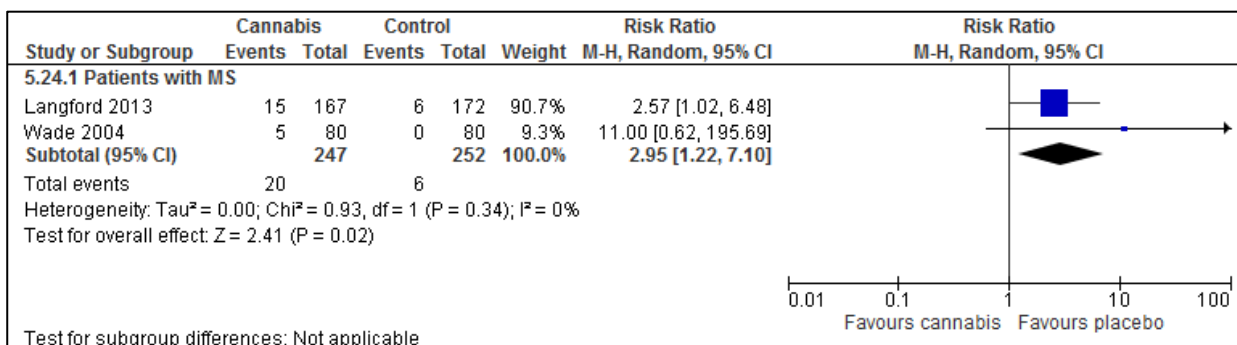 Cannabis Control Risk Ratio Risk Ratio
Study or Subgroup Events Total Events Total Weight M-H, Random, 95% CI M-H, Random, 95% CI
5.24.1 Patients with MS
Langford 2013 15 167 6 172 90.7% 2.57 [1.02, 6.48]
Wade 2004 5 80 0 80 9.3% 11.00 [0.62, 195.69]
Subtotal (95% CI) 247 252 100.0% 2.95 [1.22, 7.10]
Total events 20 6
Heterogeneity: Tau² = 0.00; Chi² = 0.93, df = 1 (P = 0.34); I² = 0%
Test for overall effect: Z = 2.41 (P = 0.02)
0.01 0.1 1 10 100
Favours cannabis Favours placebo
Test for subgroup differences: Not applicable